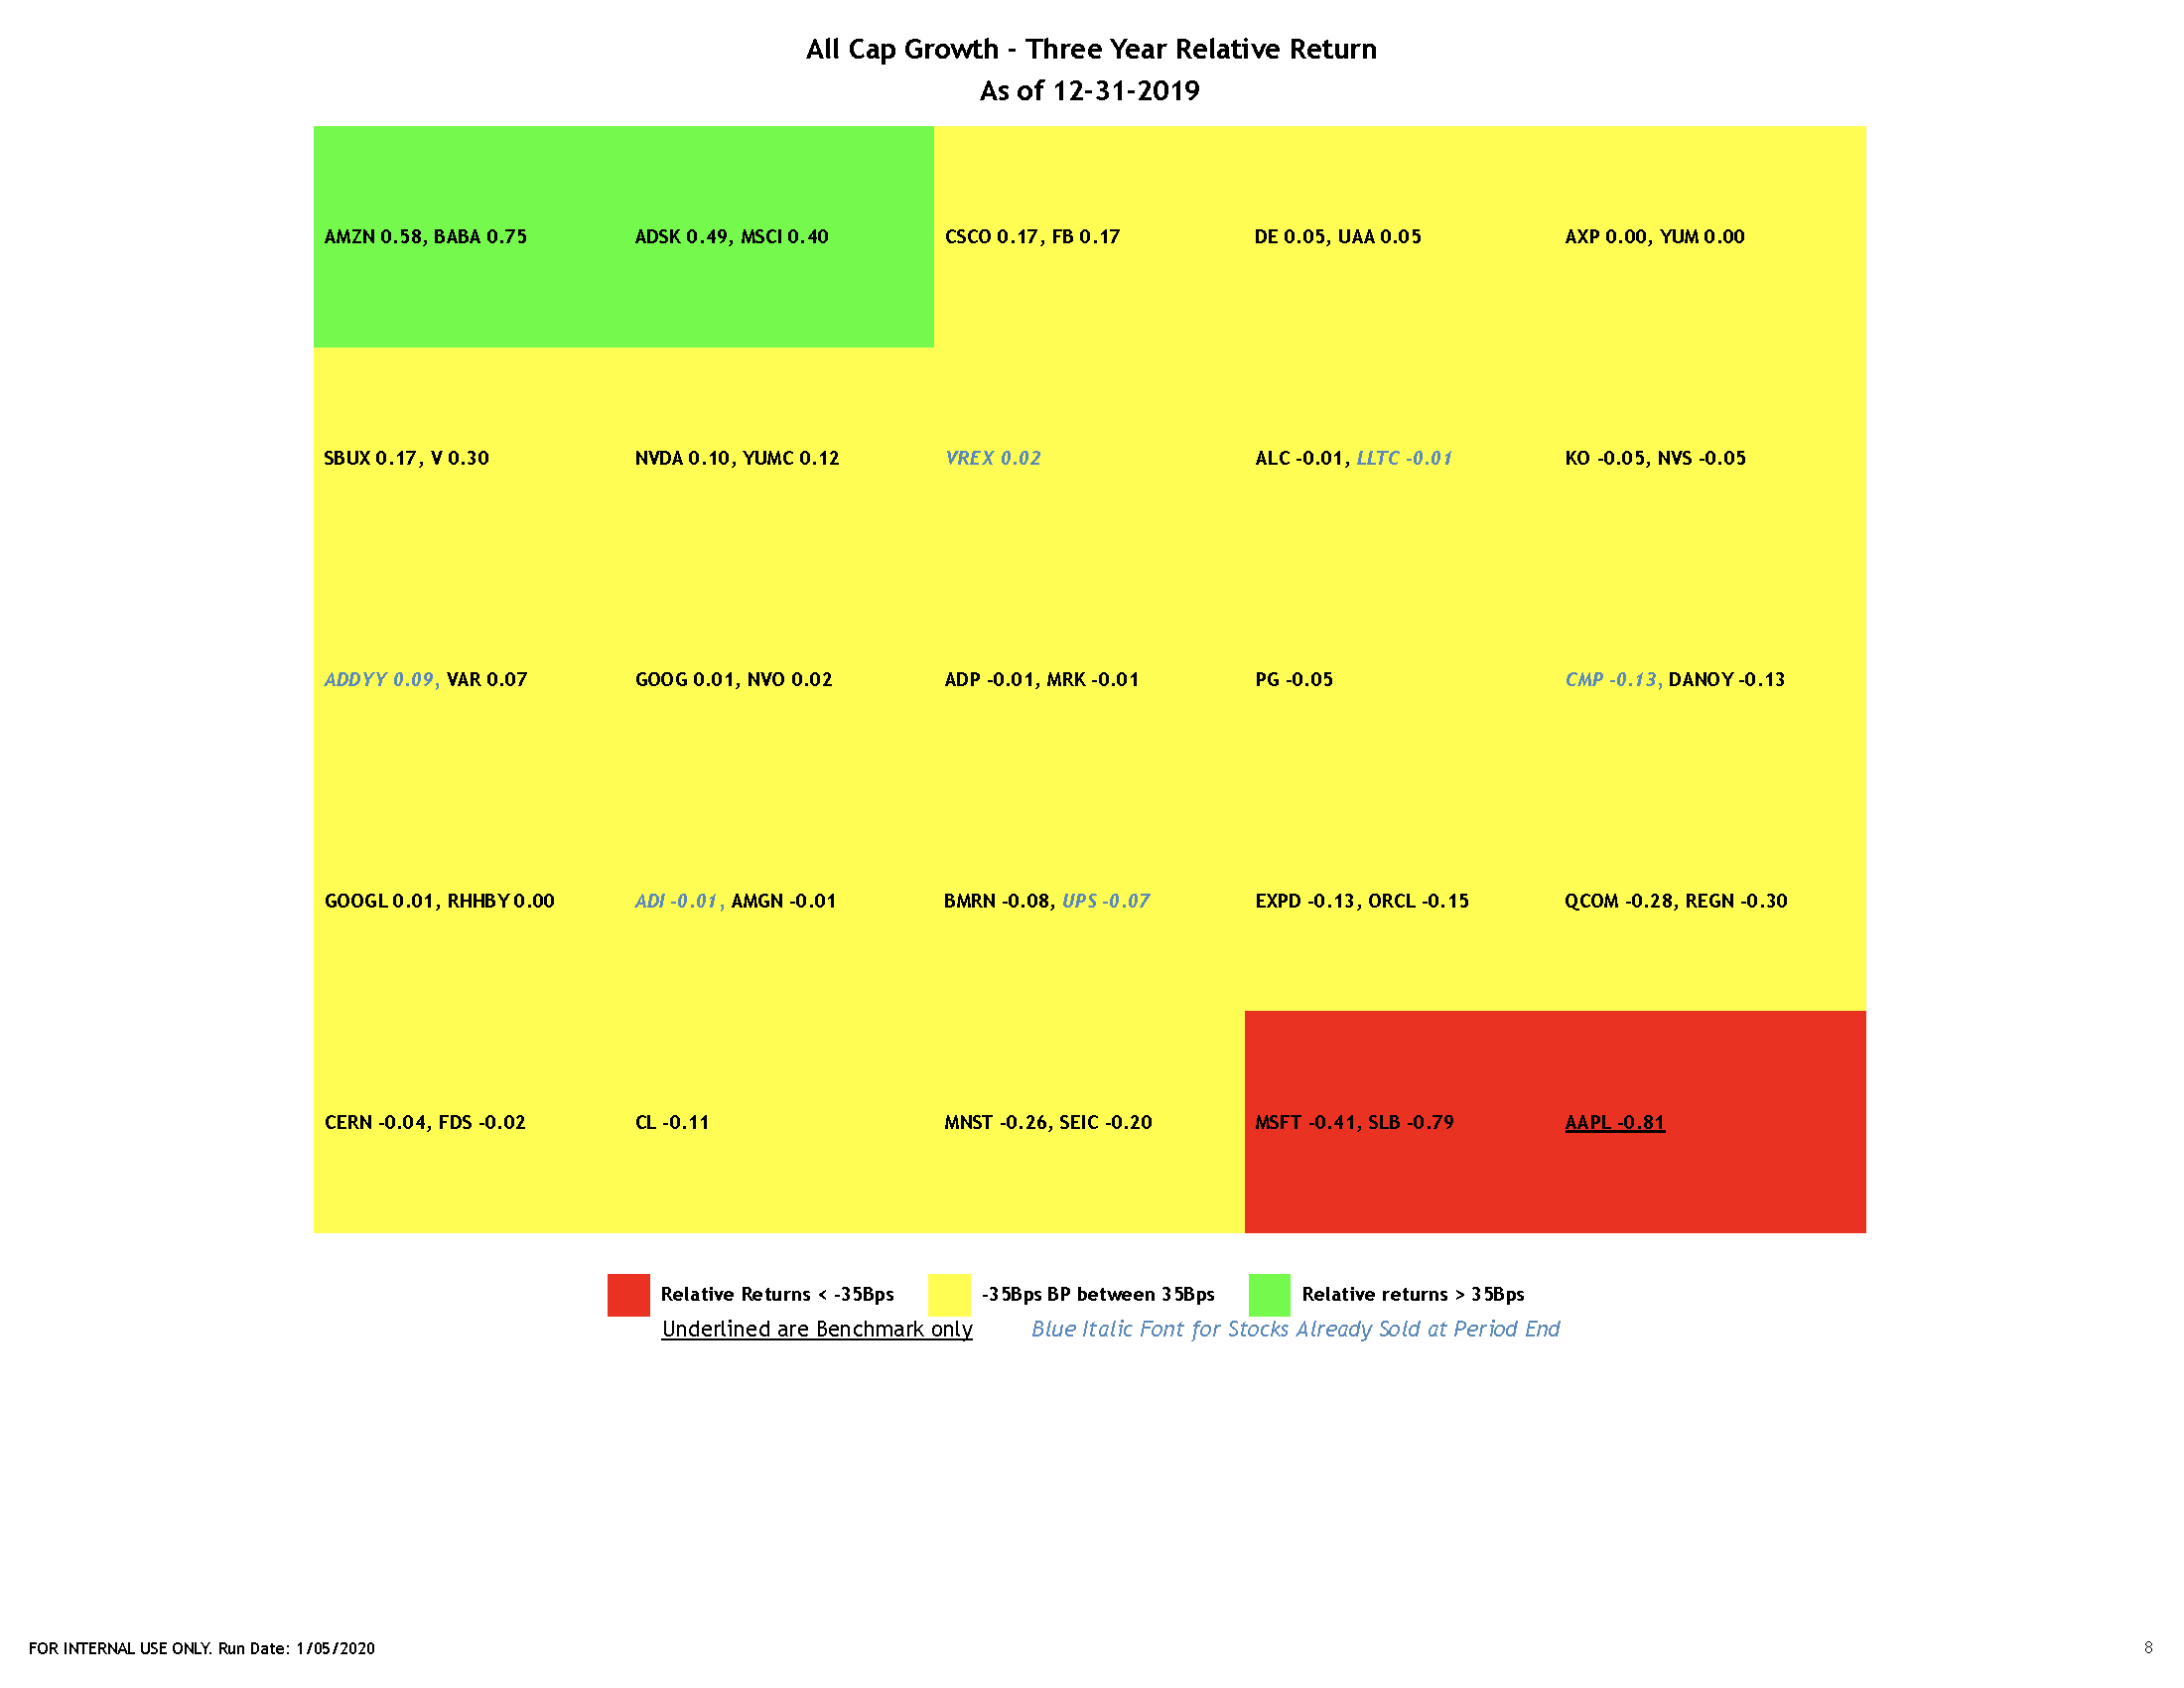 All Cap Growth - Three Year Relative Return
As of 12-31-2019
AMZN 0.58, BABA 0.75
ADSK 0.49, MSCI 0.40
CSCO 0.17, FB 0.17
DE 0.05, UAA 0.05
AXP 0.00, YUM 0.00
SBUX 0.17, V 0.30
NVDA 0.10, YUMC 0.12
VREX 0.02
ALC -0.01, LLTC -0.01
KO -0.05, NVS -0.05
ADDYY 0.09, VAR 0.07
GOOG 0.01, NVO 0.02
ADP -0.01, MRK -0.01
PG -0.05
CMP -0.13, DANOY -0.13
GOOGL 0.01, RHHBY 0.00
ADI -0.01, AMGN -0.01
BMRN -0.08, UPS -0.07
EXPD -0.13, ORCL -0.15
QCOM -0.28, REGN -0.30
CERN -0.04, FDS -0.02
CL -0.11
MNST -0.26, SEIC -0.20
MSFT -0.41, SLB -0.79
AAPL -0.81
Relative Returns < -35Bps
-35Bps BP between 35Bps
Relative returns > 35Bps
Underlined are Benchmark only
Blue Italic Font for Stocks Already Sold at Period End
FOR INTERNAL USE ONLY. Run Date: 1/05/2020
8